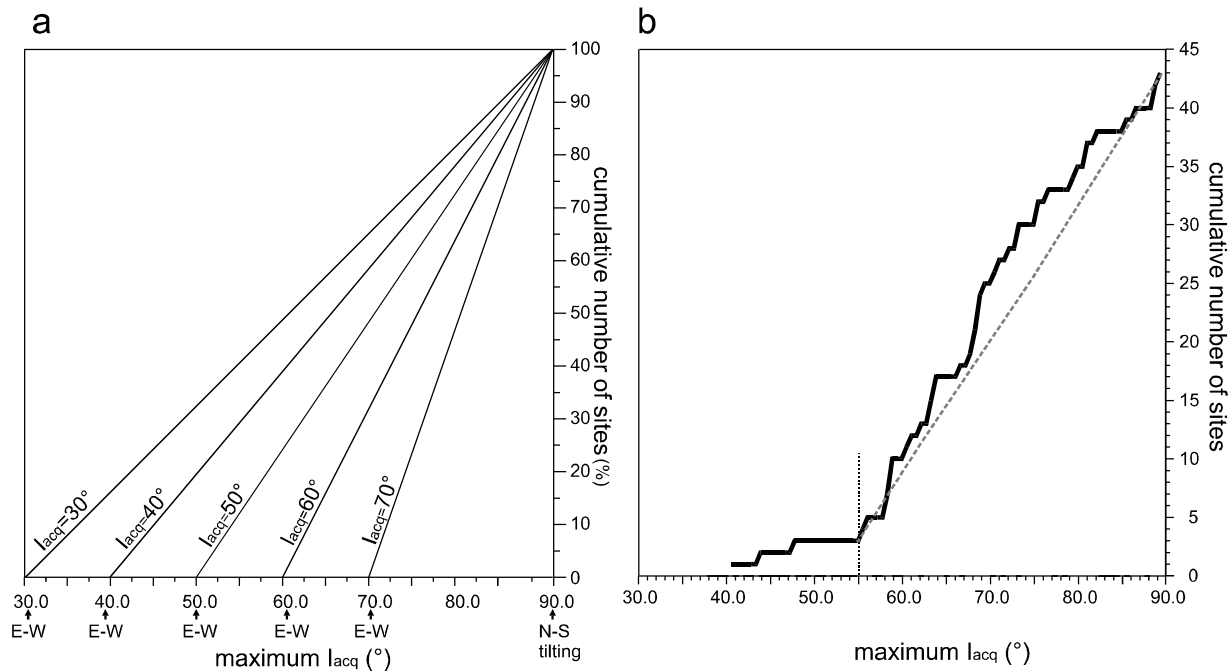 a
100
90
80
70
60
50
40
30
20
10
0
cumulative number of sites (%)
Iacq=30°
Iacq=40°
Iacq=50°
Iacq=60°
Iacq=70°
30.0 40.0 50.0 60.0 70.0 80.0 90.0
E-W E-W E-W E-W E-W N-S
tilting
maximum Iacq (°)
b
45
40
35
30
25
20
15
10
5
0
cumulative number of sites
30.0 40.0 50.0 60.0 70.0 80.0 90.0
maximum Iacq (°)